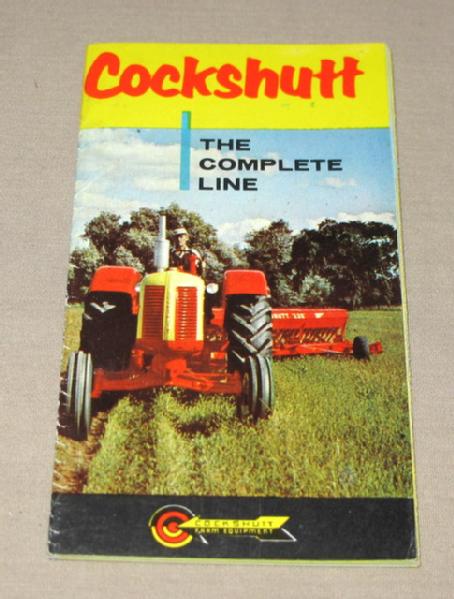 Cockshutt
THE
COMPLETE
LINE
COCKSHUTT
FARM EQUIPMENT